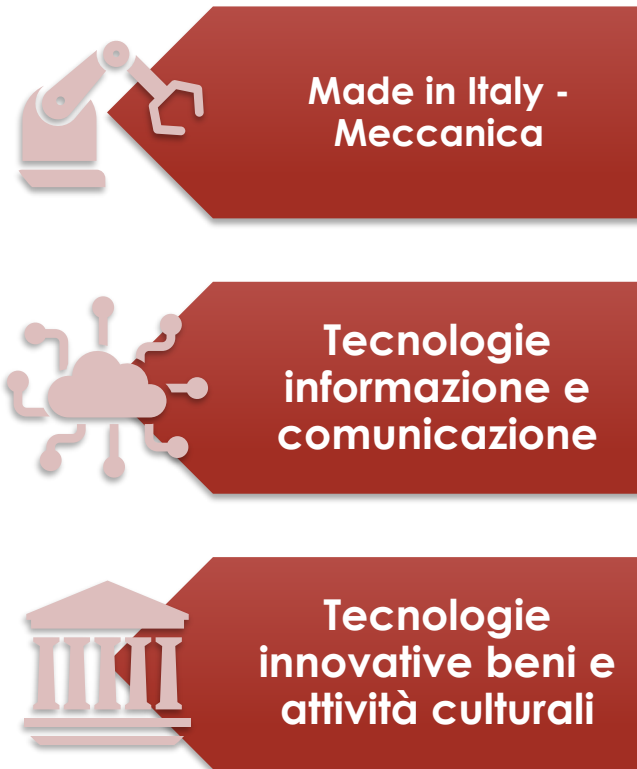 Made in Italy -
Meccanica
Tecnologie
informazione e
comunicazione
Tecnologie
innovative beni e
attività culturali